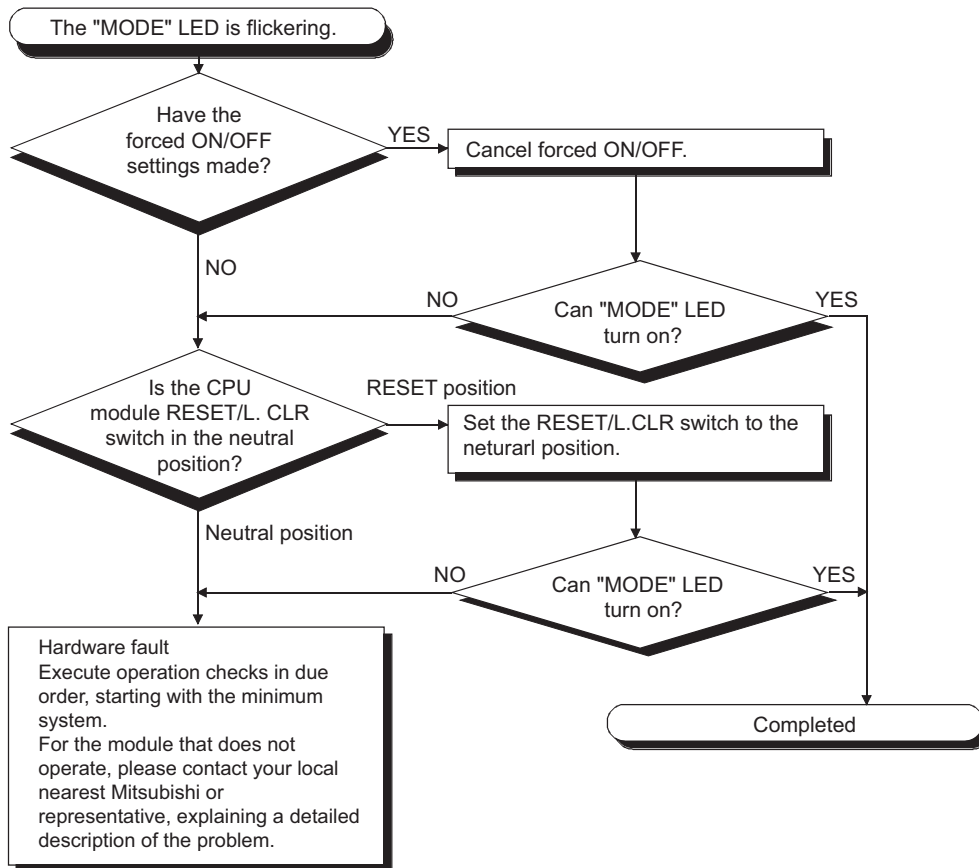 The "MODE" LED is flickering.
Have the
forced ON/OFF
settings made?
YES
Cancel forced ON/OFF.
NO
NO
Can "MODE" LED
turn on?
YES
Is the CPU
module RESET/L. CLR
switch in the neutral
position?
RESET position
Set the RESET/L.CLR switch to the
neturarl position.
Neutral position
NO
Can "MODE" LED
turn on?
YES
Hardware fault
Execute operation checks in due
order, starting with the minimum
system.
For the module that does not
operate, please contact your local
nearest Mitsubishi or
representative, explaining a detailed
description of the problem.
Completed